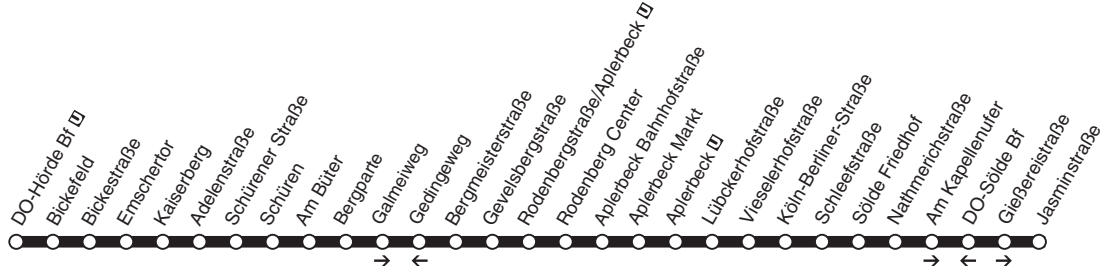 DO-Hörde Bf U
Bickefeld
Bickestraße
Emschertor
Kaiserberg
Adelenstraße
Schürener Straße
Schüren
Am Büter
Bergparte
Galmeiweg
Gedingeweg
Bergmeisterstraße
Gevelsbergstraße
Rodenbergstraße/Aplerbeck U
Rodenberg Center
Aplerbeck Bahnhofstraße
Aplerbeck Markt
Aplerbeck U
Lübckerhofstraße
Vieselerhofstraße
Köln-Berliner-Straße
Schleefstraße
Sölde Friedhof
Nathmerichstraße
Am Kapellenufer
DO-Sölde Bf
Gießereistraße
Jasminstraße